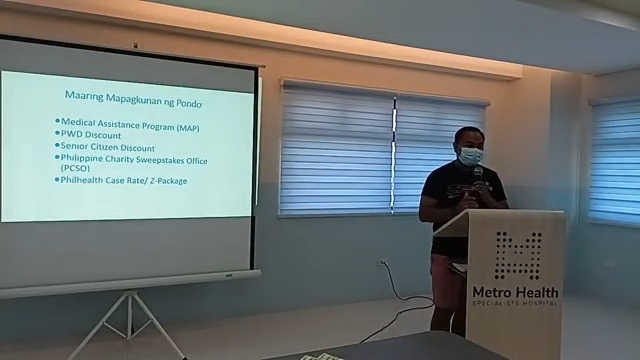 Maaring Mapagkunan ng Pondo
Medical Assistance Program (MAP)
PWD Discount
Senior Citizen Discount
Philippine Charity Sweepstakes Office
(PCSO)
Philhealth Case Rate/ Z-Package
Metro Health
SPECIALISTS HOSPITAL